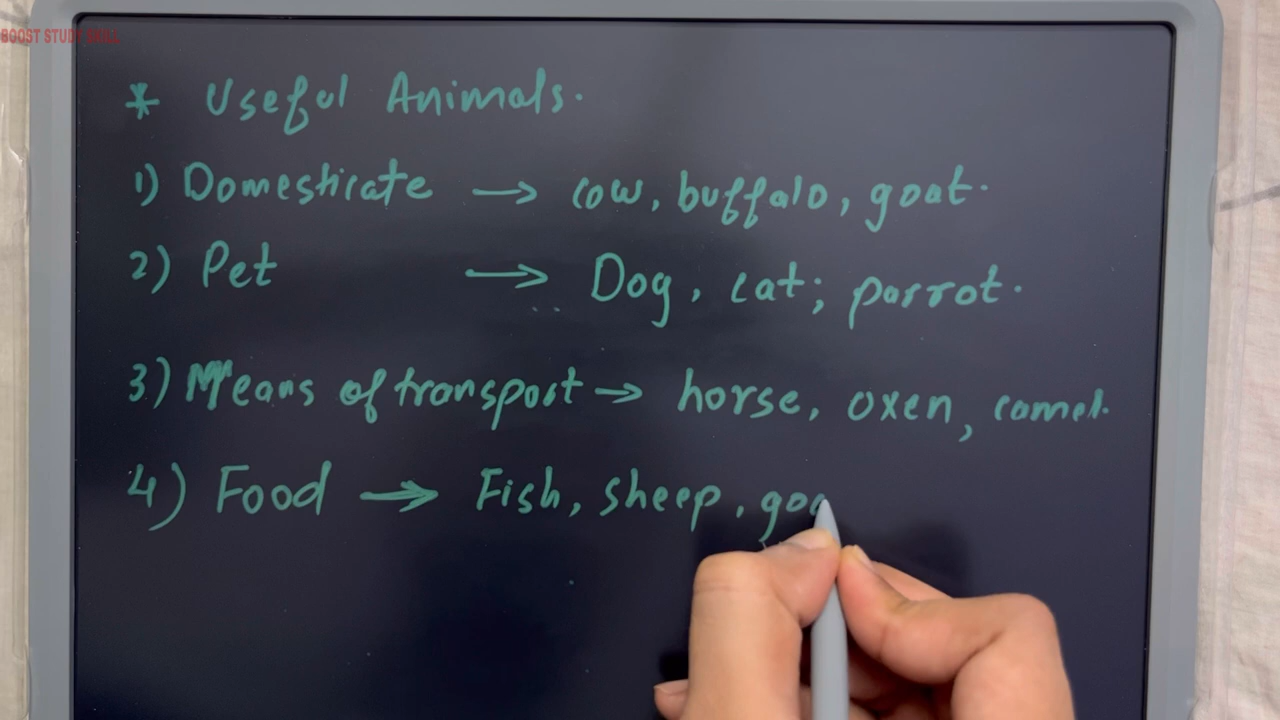 BOOST STUDY SKILL
* Useful Animals.
1) Domesticate → cow, buffalo, goat.
2) Pet → Dog, cat; parrot.
3) Means of transport → horse, oxen, camel.
4) Food → Fish, sheep, goa